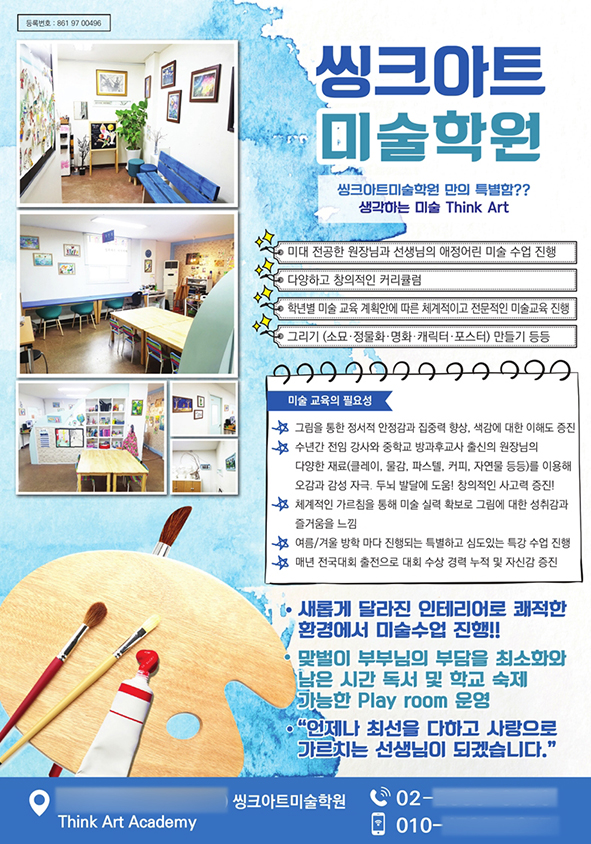 등록번호 : 861 97 00496
씽크아트
미술학원
씽크아트미술학원 만의 특별함??
생각하는 미술 Think Art
미대 전공한 원장님과 선생님의 애정어린 미술 수업 진행
다양하고 창의적인 커리큘럼
학년별 미술 교육 계획안에 따른 체계적이고 전문적인 미술교육 진행
그리기 (소묘·정물화·명화·캐릭터·포스터) 만들기 등등
미술 교육의 필요성
그림을 통한 정서적 안정감과 집중력 향상, 색감에 대한 이해도 증진
수년간 전임 강사와 중학교 방과후교사 출신의 원장님의
다양한 재료(클레이, 물감, 파스텔, 커피, 자연물 등등)를 이용해
오감과 감성 자극. 두뇌 발달에 도움! 창의적인 사고력 증진!
체계적인 가르침을 통해 미술 실력 확보로 그림에 대한 성취감과
즐거움을 느낌
여름/겨울 방학 마다 진행되는 특별하고 심도있는 특강 수업 진행
매년 전국대회 출전으로 대회 수상 경력 누적 및 자신감 증진
• 새롭게 달라진 인테리어로 쾌적한
환경에서 미술수업 진행!!
• 맞벌이 부부님의 부담을 최소화와
남은 시간 독서 및 학교 숙제
가능한 Play room 운영
• “언제나 최선을 다하고 사랑으로
가르치는 선생님이 되겠습니다.”
) 씽크아트미술학원
Think Art Academy
02-
010-